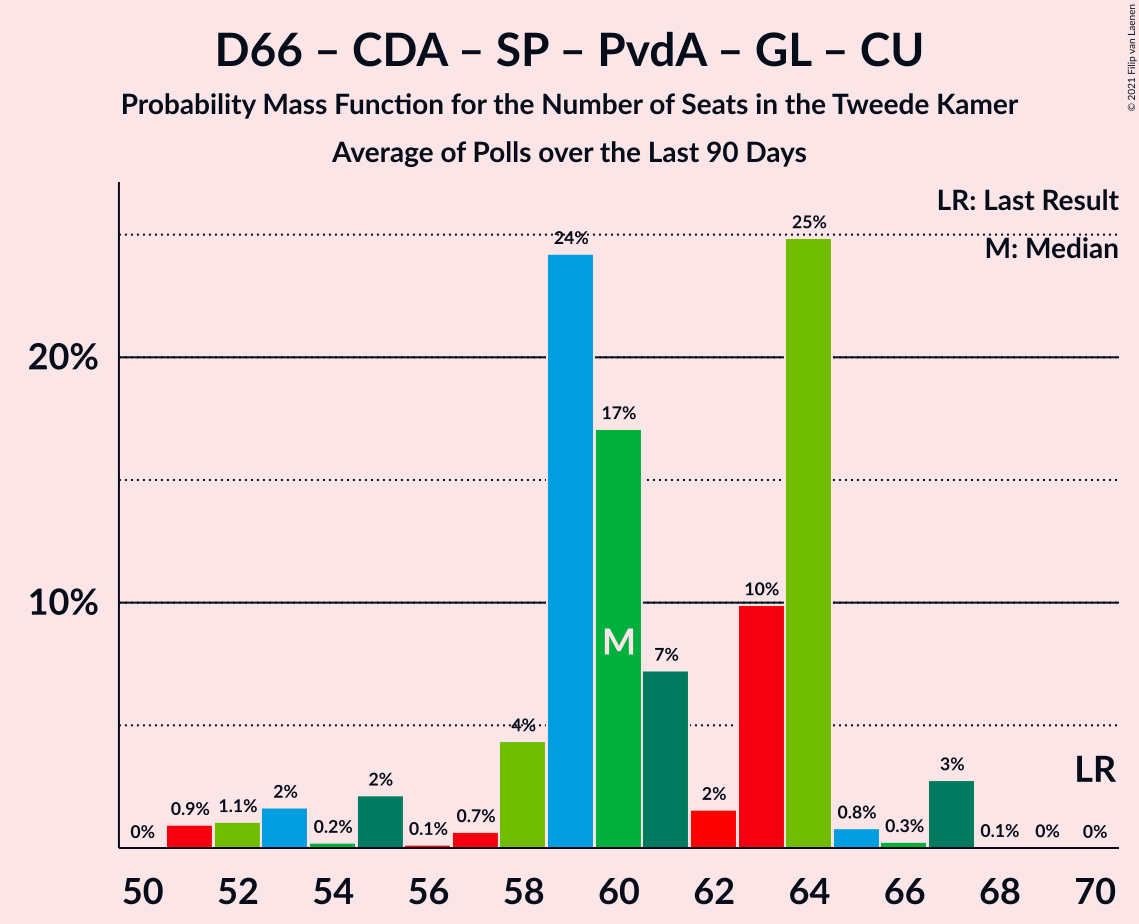 D66 – CDA – SP – PvdA – GL – CU
Probability Mass Function for the Number of Seats in the Tweede Kamer
Average of Polls over the Last 90 Days
© 2021 Filip van Laenen
LR: Last Result
M: Median
20%
10%
0%
0.9%
1.1%
2%
0.2%
2%
0.1%
0.7%
4%
24%
17%
7%
2%
10%
25%
0.8%
0.3%
3%
0.1%
0%
0%
M
LR
50 52 54 56 58 60 62 64 66 68 70